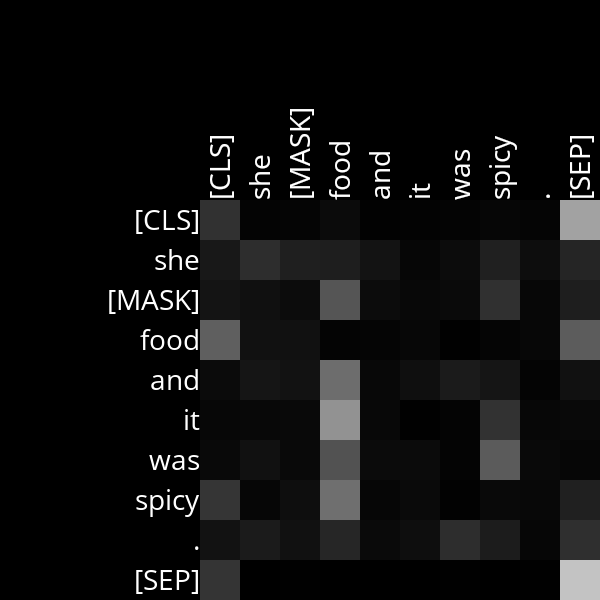 [CLS] she [MASK] food and it was spicy . [SEP]
[CLS]
she
[MASK]
food
and
it
was
spicy
.
[SEP]